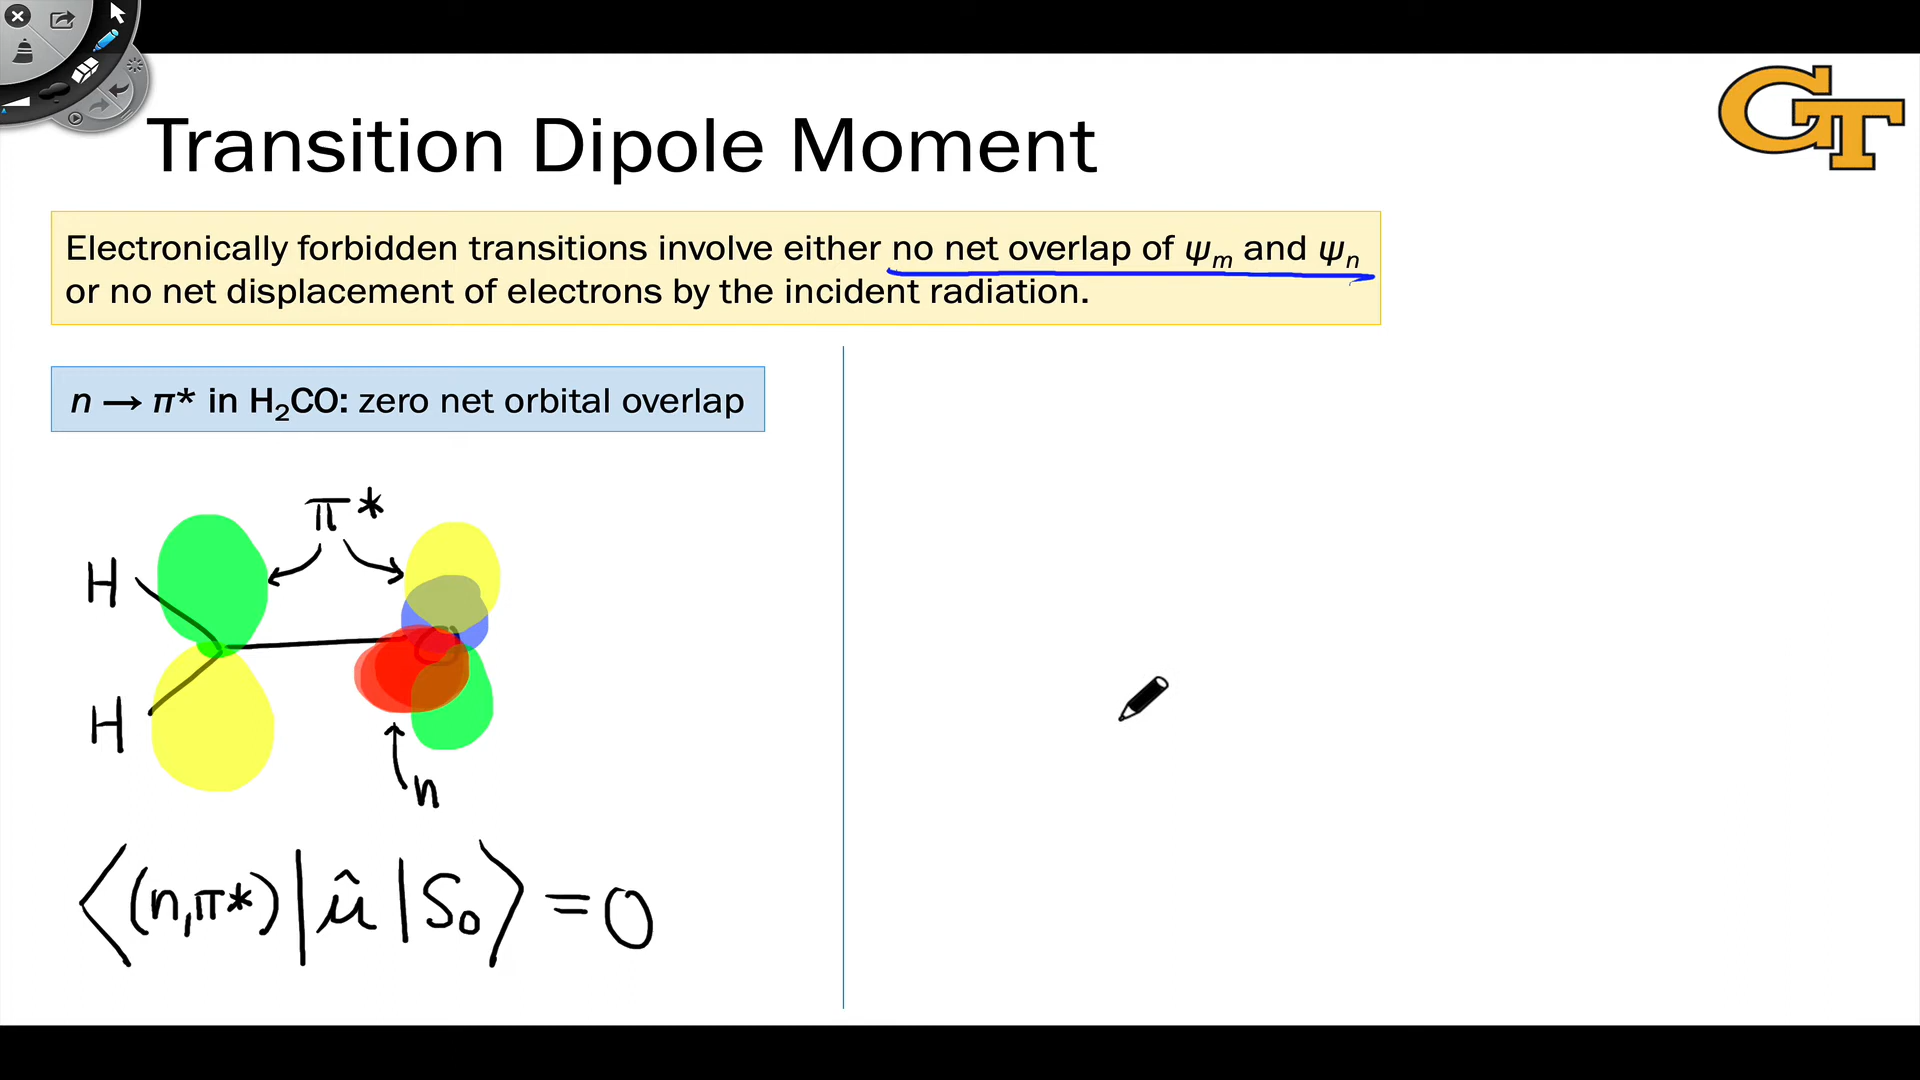 GT
Transition Dipole Moment
Electronically forbidden transitions involve either no net overlap of ψₘ and ψₙ
or no net displacement of electrons by the incident radiation.
n → π* in H₂CO: zero net orbital overlap
π*
H
O
H
n
⟨(n,π*)|μ̂|S₀⟩ = 0